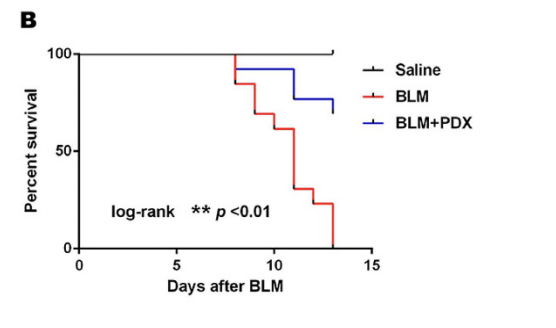 B
100
Saline
BLM
BLM+PDX
Percent survival
50
log-rank ** p <0.01
0
0 5 10 15
Days after BLM